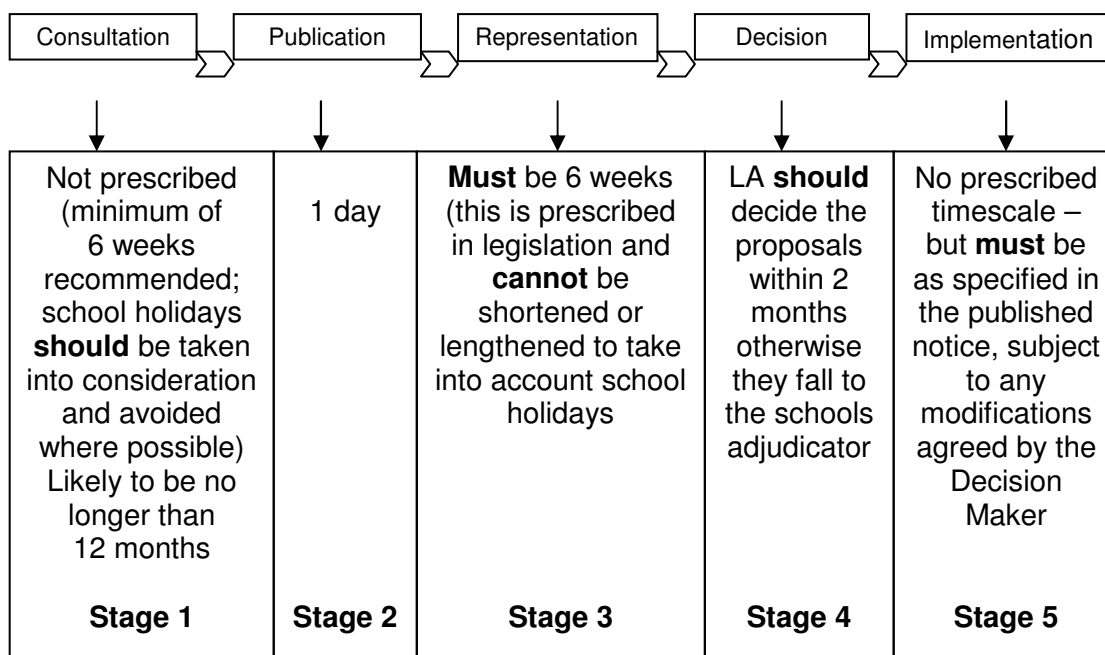 Consultation
Publication
Representation
Decision
Implementation
Not prescribed
(minimum of
6 weeks
recommended;
school holidays
should be taken
into consideration
and avoided
where possible)
Likely to be no
longer than
12 months
Stage 1
1 day
Stage 2
Must be 6 weeks
(this is prescribed
in legislation and
cannot be
shortened or
lengthened to take
into account school
holidays
Stage 3
LA should
decide the
proposals
within 2
months
otherwise
they fall to
the schools
adjudicator
Stage 4
No prescribed
timescale –
but must be
as specified in
the published
notice, subject
to any
modifications
agreed by the
Decision
Maker
Stage 5